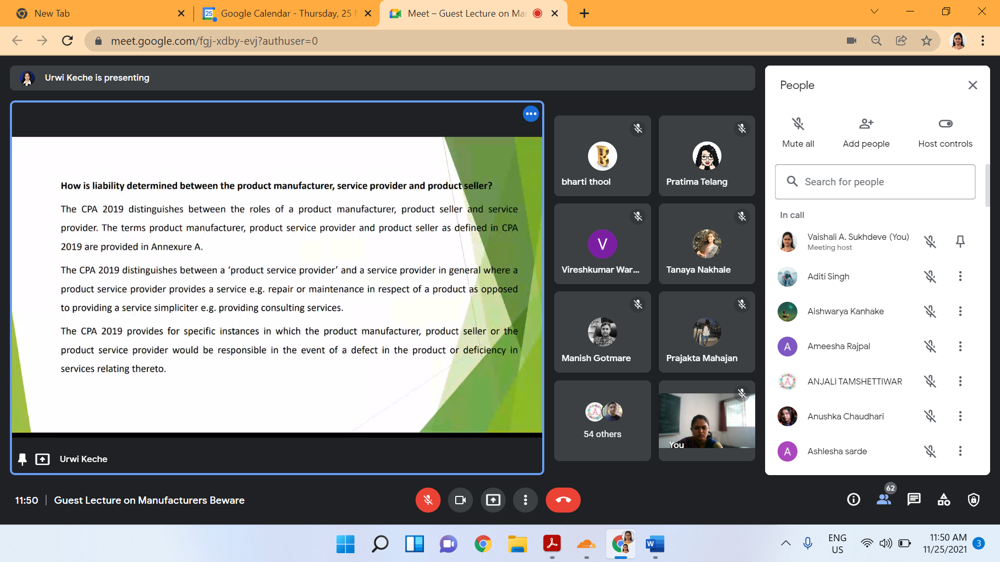 New Tab
Google Calendar - Thursday, 25
Meet – Guest Lecture on Ma
meet.google.com/fgj-xdby-evj?authuser=0
Urwi Keche is presenting
How is liability determined between the product manufacturer, service provider and product seller?
The CPA 2019 distinguishes between the roles of a product manufacturer, product seller and service
provider. The terms product manufacturer, product service provider and product seller as defined in CPA
2019 are provided in Annexure A.
The CPA 2019 distinguishes between a ‘product service provider’ and a service provider in general where a
product service provider provides a service e.g. repair or maintenance in respect of a product as opposed
to providing a service simpliciter e.g. providing consulting services.
The CPA 2019 provides for specific instances in which the product manufacturer, product seller or the
product service provider would be responsible in the event of a defect in the product or deficiency in
services relating thereto.
Urwi Keche
B
bharti thool
Pratima Telang
V
Vireshkumar War...
Tanaya Nakhale
Manish Gotmare
Prajakta Mahajan
A
54 others
You
People
Mute all
Add people
Host controls
Search for people
In call
Vaishali A. Sukhdeve (You)
Meeting host
Aditi Singh
Aishwarya Kanhake
A
Ameesha Rajpal
A
ANJALI TAMSHETTIWAR
Anushka Chaudhari
A
Ashlesha sarde
11:50
Guest Lecture on Manufacturers Beware
62
W
ENG
US
11:50 AM
11/25/2021
3